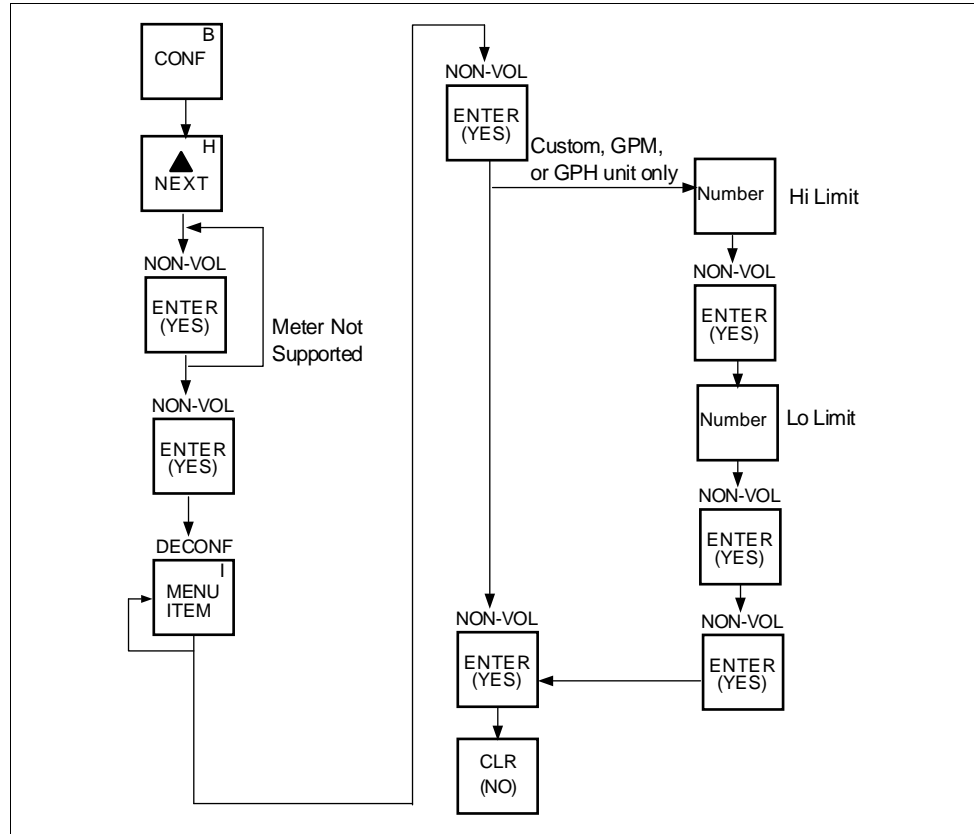 B
CONF
H
NEXT
NON-VOL
ENTER
(YES)
Meter Not
Supported
NON-VOL
ENTER
(YES)
DECONF
I
MENU
ITEM
NON-VOL
ENTER
(YES)
Custom, GPM,
or GPH unit only
Number
Hi Limit
NON-VOL
ENTER
(YES)
Number
Lo Limit
NON-VOL
ENTER
(YES)
NON-VOL
ENTER
(YES)
NON-VOL
ENTER
(YES)
CLR
(NO)